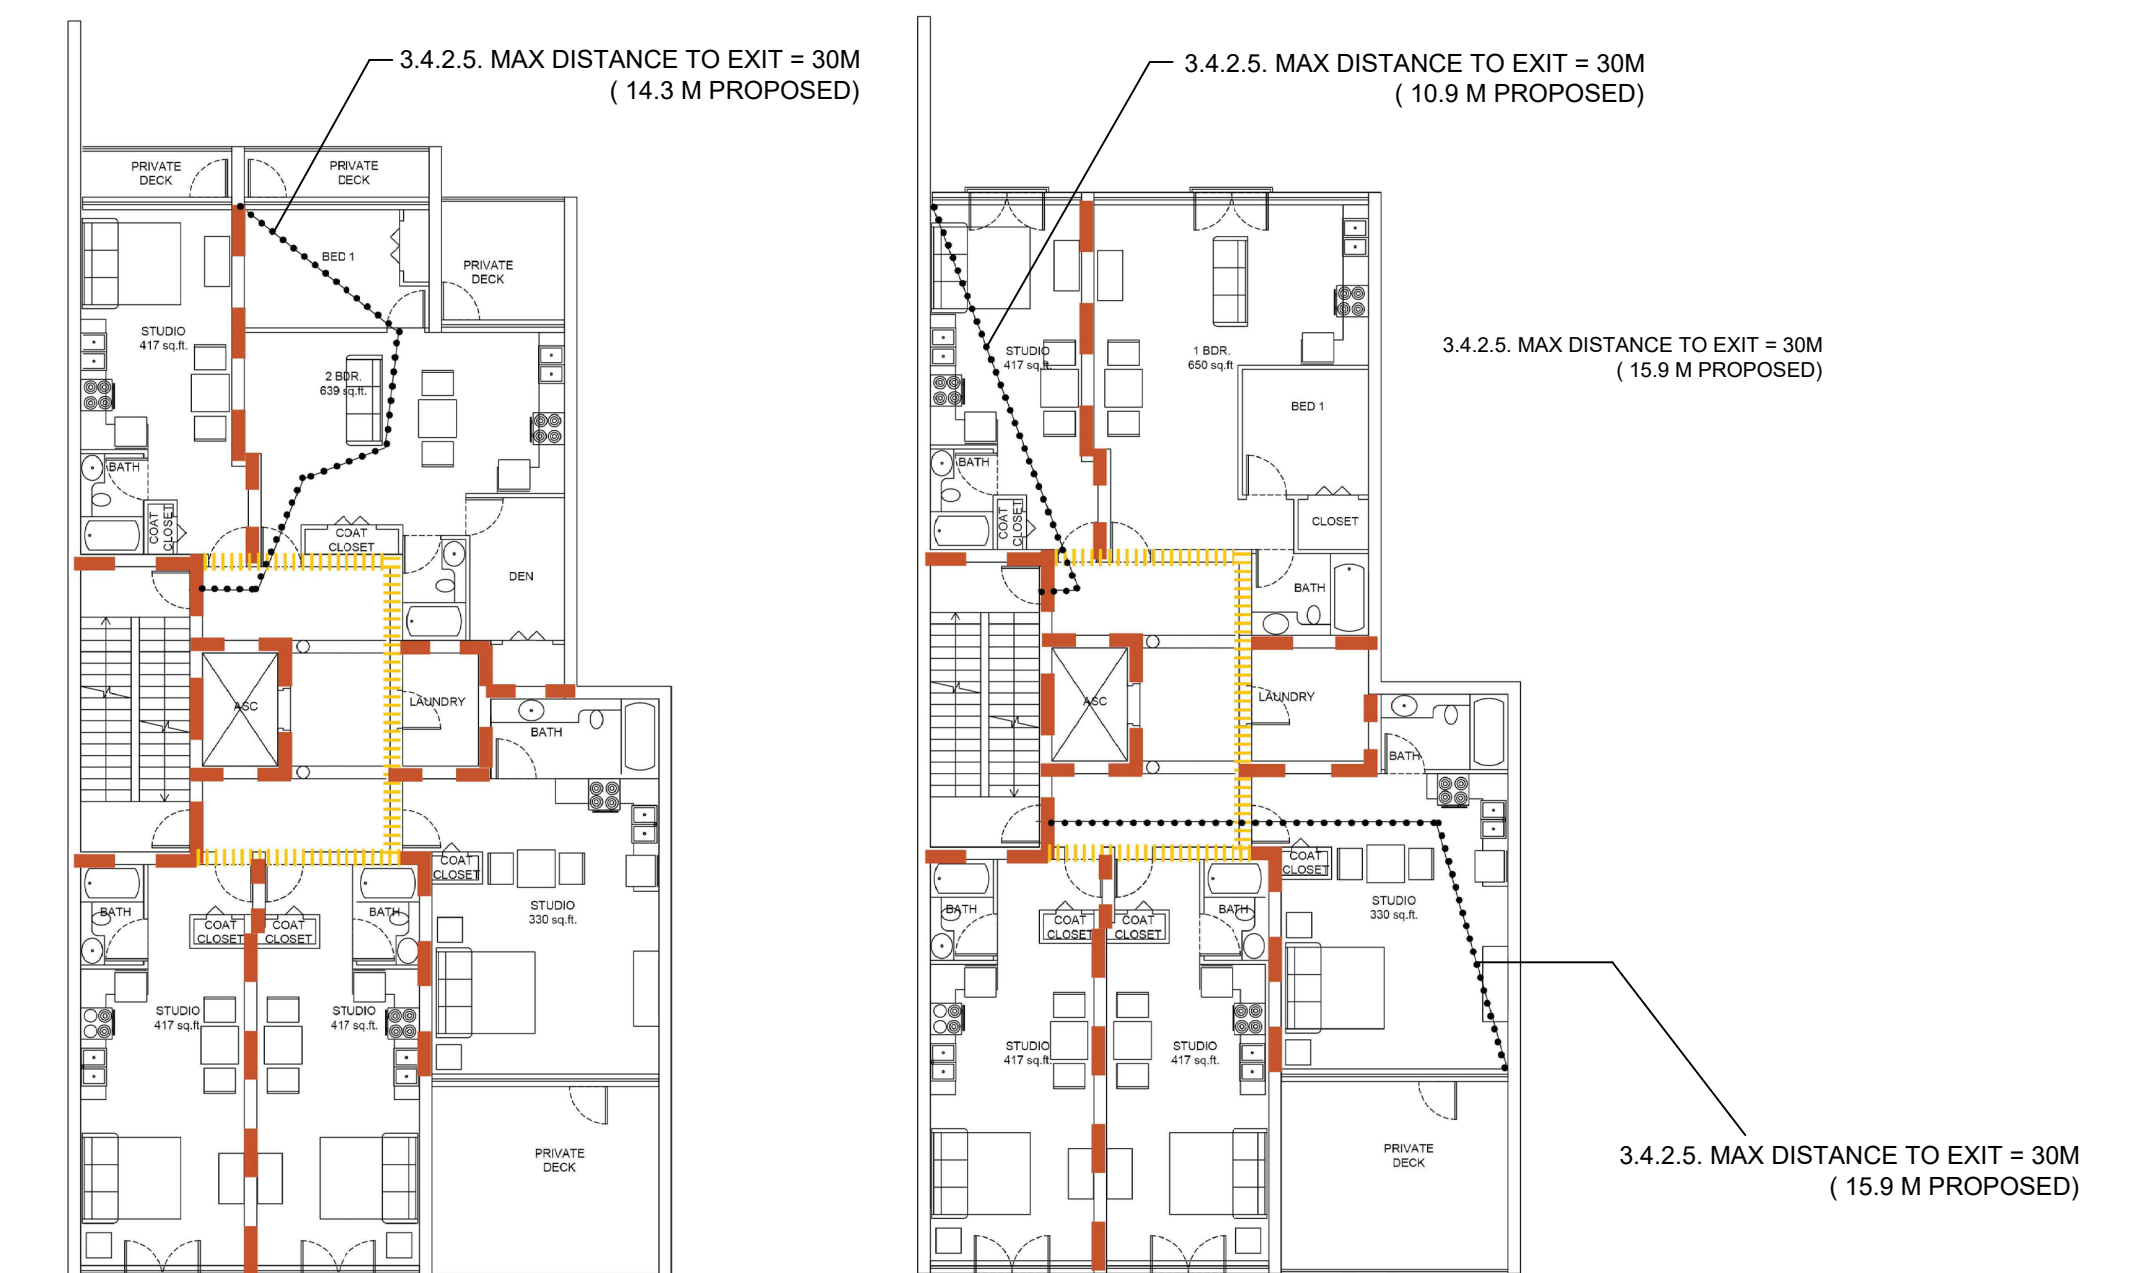 3.4.2.5. MAX DISTANCE TO EXIT = 30M
( 14.3 M PROPOSED)
PRIVATE
DECK
PRIVATE
DECK
BED 1
PRIVATE
DECK
STUDIO
417 sq.ft.
2 BDR.
639 sq.ft.
BATH
COAT
CLOSET
COAT
CLOSET
DEN
ASC
LAUNDRY
BATH
COAT
CLOSET
BATH
COAT
CLOSET
COAT
CLOSET
BATH
STUDIO
330 sq.ft.
STUDIO
417 sq.ft.
STUDIO
417 sq.ft.
PRIVATE
DECK
3.4.2.5. MAX DISTANCE TO EXIT = 30M
( 10.9 M PROPOSED)
STUDIO
417 sq.ft.
1 BDR.
650 sq.ft
3.4.2.5. MAX DISTANCE TO EXIT = 30M
( 15.9 M PROPOSED)
BED 1
BATH
COAT
CLOSET
CLOSET
BATH
ASC
LAUNDRY
BATH
COAT
CLOSET
BATH
COAT
CLOSET
COAT
CLOSET
BATH
STUDIO
330 sq.ft.
STUDIO
417 sq.ft.
STUDIO
417 sq.ft.
PRIVATE
DECK
3.4.2.5. MAX DISTANCE TO EXIT = 30M
( 15.9 M PROPOSED)